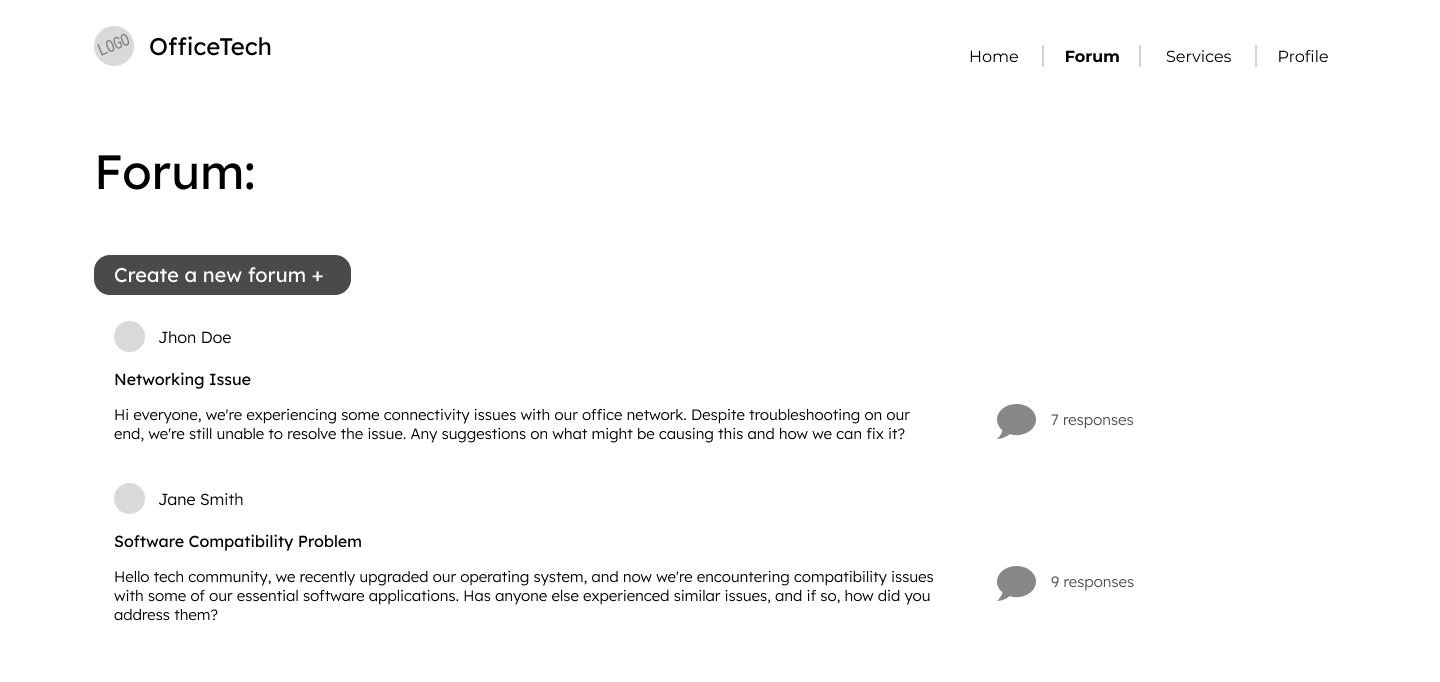 LOGO
OfficeTech
Home
Forum
Services
Profile
Forum:
Create a new forum +
Jhon Doe
Networking Issue
Hi everyone, we're experiencing some connectivity issues with our office network. Despite troubleshooting on our
end, we're still unable to resolve the issue. Any suggestions on what might be causing this and how we can fix it?
7 responses
Jane Smith
Software Compatibility Problem
Hello tech community, we recently upgraded our operating system, and now we're encountering compatibility issues
with some of our essential software applications. Has anyone else experienced similar issues, and if so, how did you
address them?
9 responses